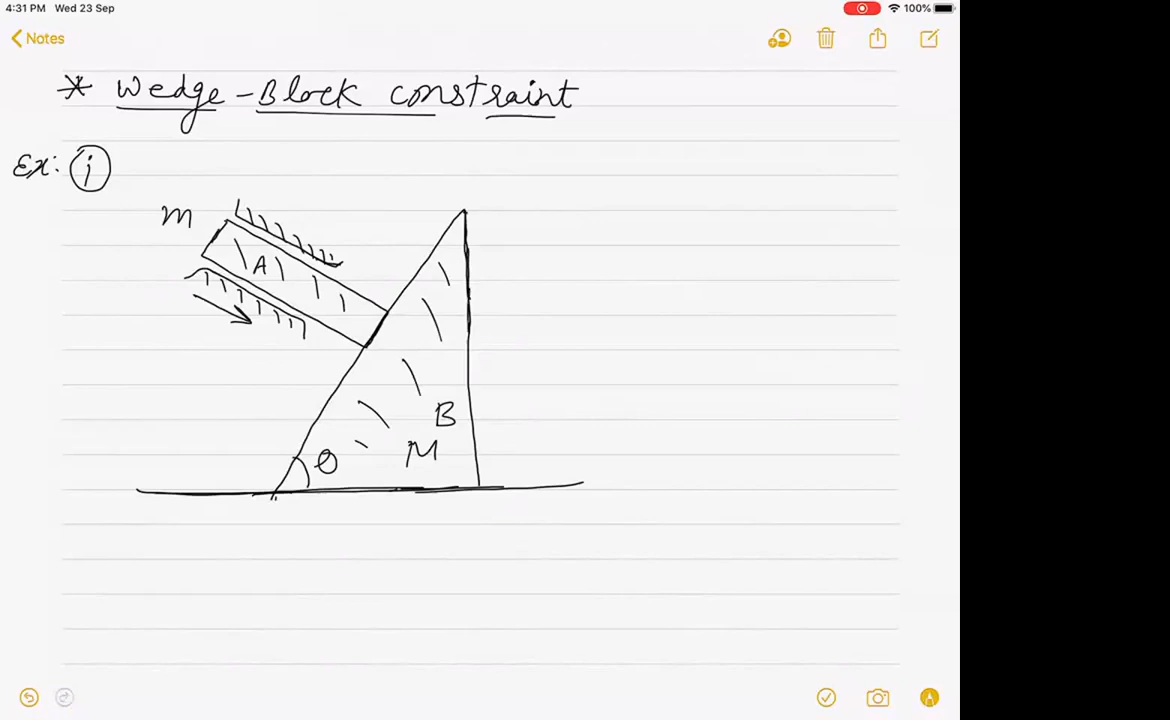 4:31 PM Wed 23 Sep
100%
Notes
* Wedge - Block constraint
Ex: i
m
A
B
θ
M